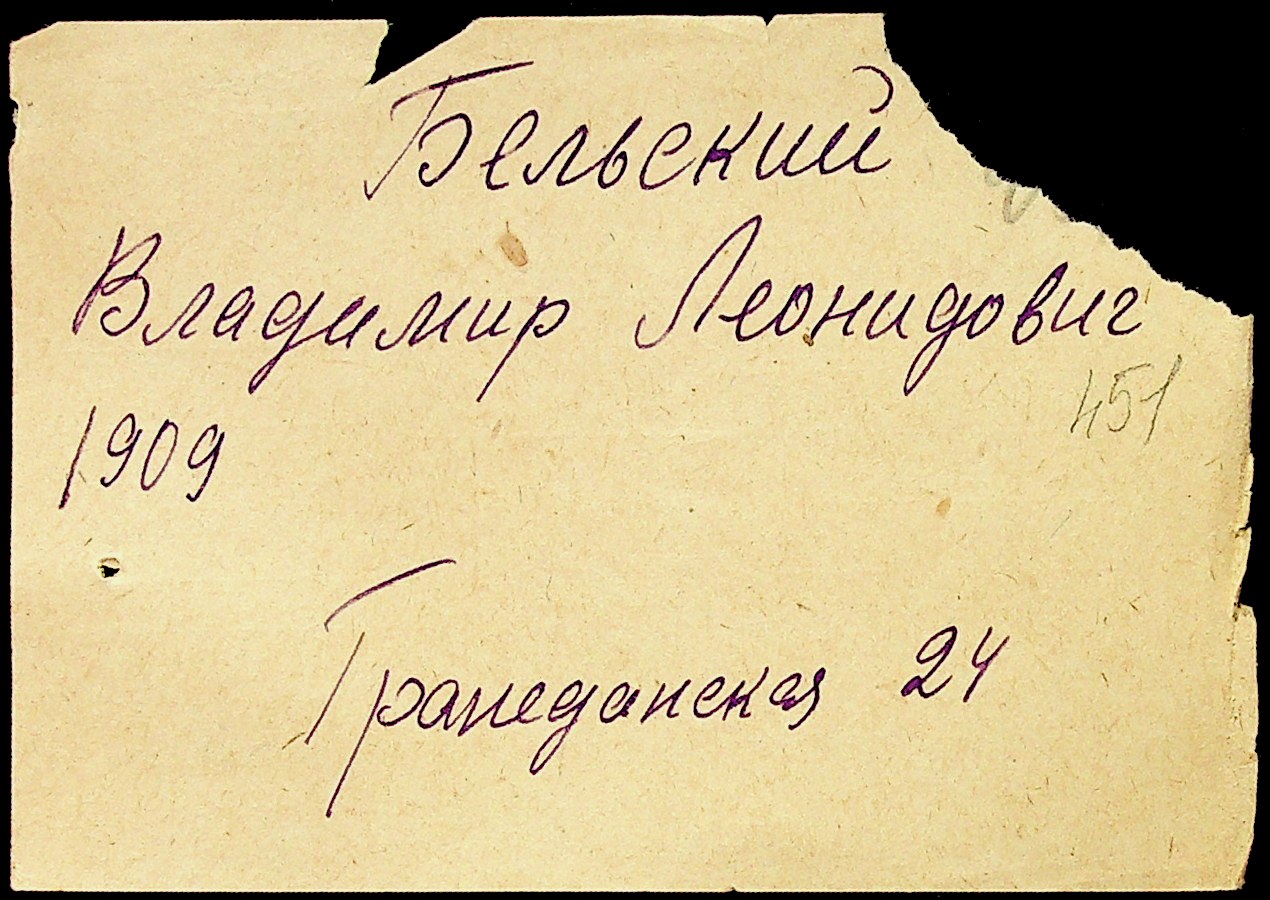 Бельский
Владимир Леонидович
451
1909
Гражданская 24